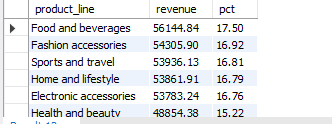 product_line revenue pct
Food and beverages 56144.84 17.50
Fashion accessories 54305.90 16.92
Sports and travel 53936.13 16.81
Home and lifestyle 53861.91 16.79
Electronic accessories 53783.24 16.76
Health and beauty 48854.38 15.22